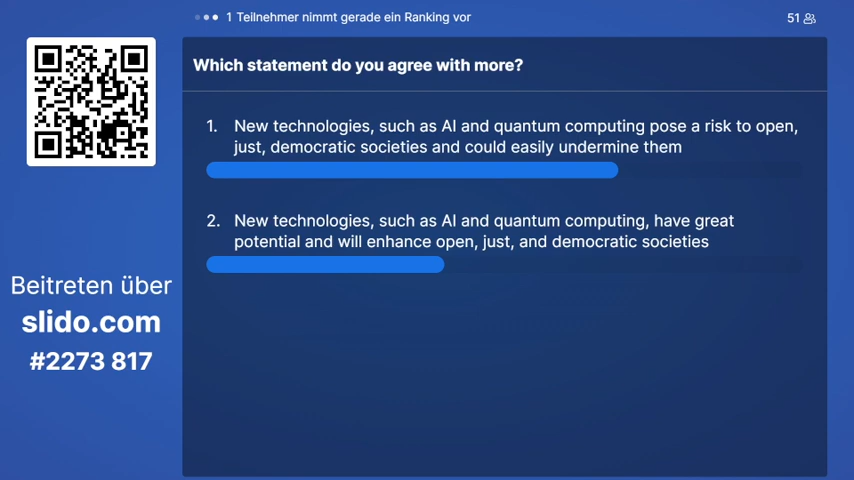 1 Teilnehmer nimmt gerade ein Ranking vor
51
Which statement do you agree with more?
1. New technologies, such as AI and quantum computing pose a risk to open,
just, democratic societies and could easily undermine them
2. New technologies, such as AI and quantum computing, have great
potential and will enhance open, just, and democratic societies
Beitreten über
slido.com
#2273 817